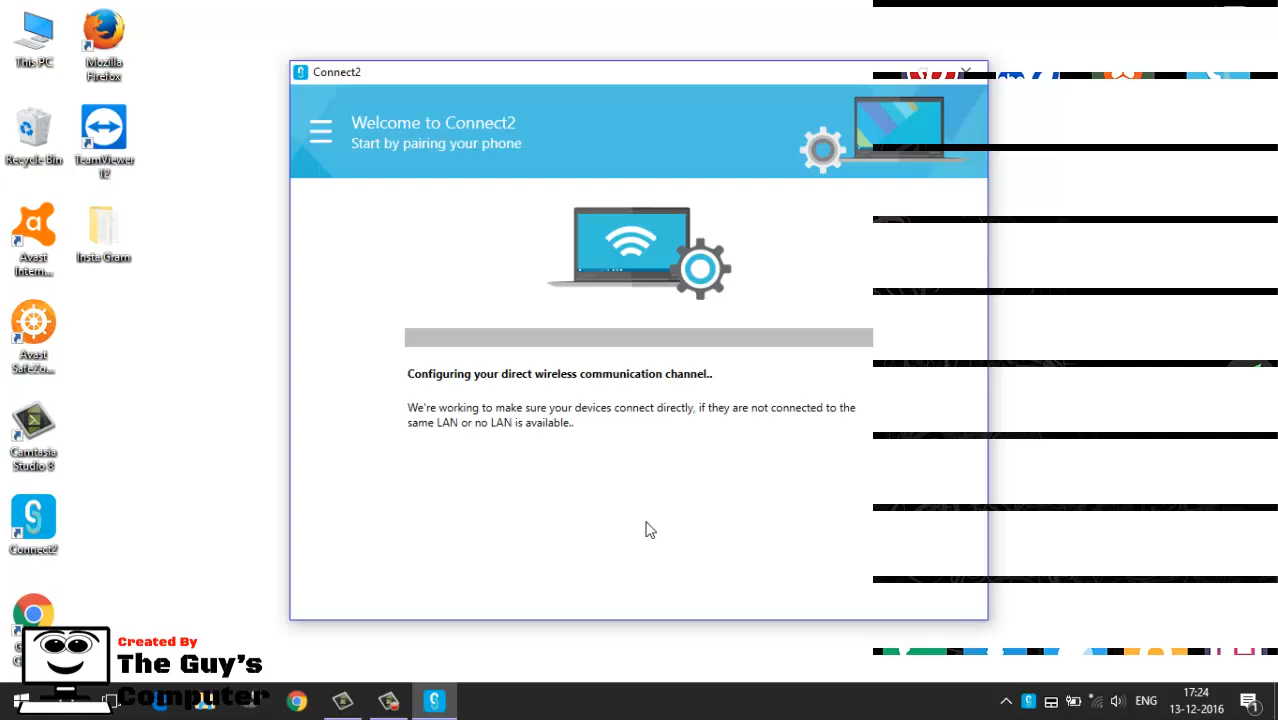 This PC
Mozilla
Firefox
Recycle Bin
TeamViewer
Avast
Intern...
Insta Gram
Avast
SafeZo...
Camtasia
Studio 8
Connect2
Connect2
Welcome to Connect2
Start by pairing your phone
Configuring your direct wireless communication channel..
We're working to make sure your devices connect directly, if they are not connected to the
same LAN or no LAN is available..
Created By
The Guy's
Computer
ENG
17:24
13-12-2016
1